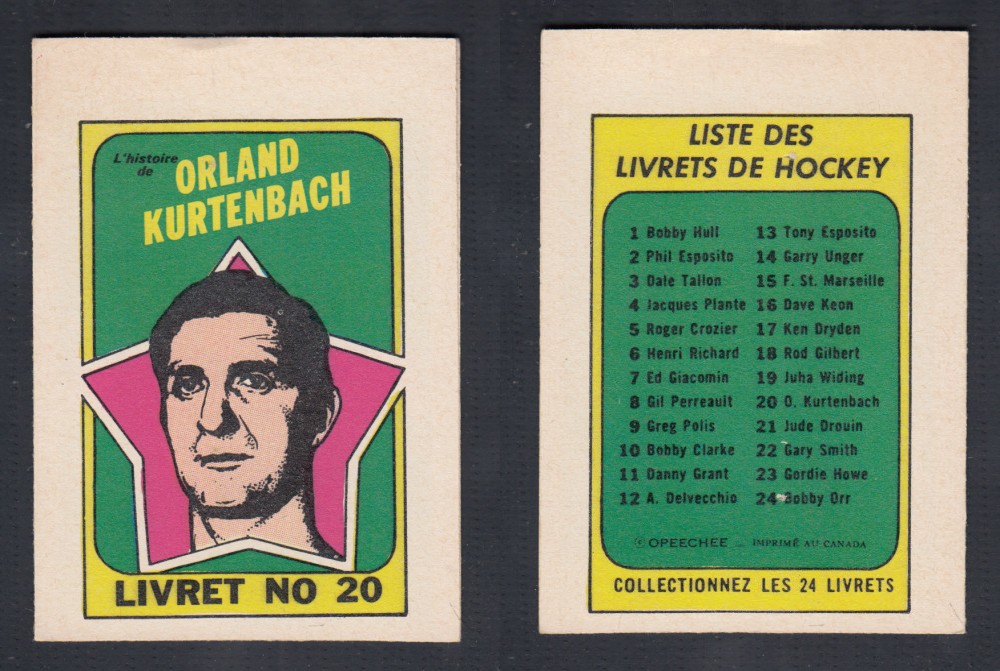 L'histoire
de
ORLAND
KURTENBACH
LIVRET NO 20
LISTE DES
LIVRETS DE HOCKEY
1 Bobby Hull
2 Phil Esposito
3 Dale Tallon
4 Jacques Plante
5 Roger Crozier
6 Henri Richard
7 Ed Giacomin
8 Gil Perreault
9 Greg Polis
10 Bobby Clarke
11 Danny Grant
12 A. Delvecchio
13 Tony Esposito
14 Garry Unger
15 F. St. Marseille
16 Dave Keon
17 Ken Dryden
18 Rod Gilbert
19 Juha Widing
20 O. Kurtenbach
21 Jude Drouin
22 Gary Smith
23 Gordie Howe
24 Bobby Orr
© OPEECHEE — IMPRIMÉ AU CANADA
COLLECTIONNEZ LES 24 LIVRETS